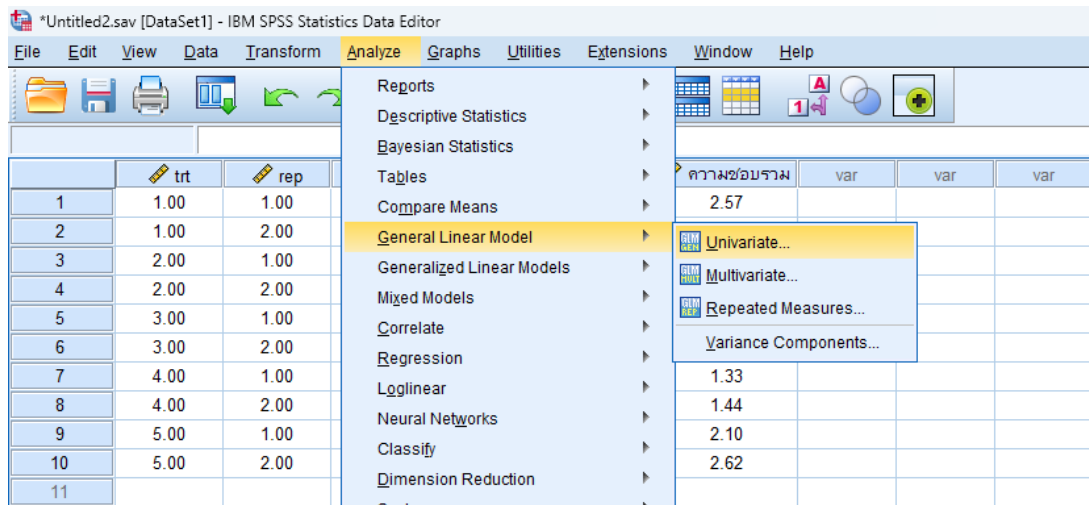 *Untitled2.sav [DataSet1] - IBM SPSS Statistics Data Editor
File Edit View Data Transform Analyze Graphs Utilities Extensions Window Help
Reports
Descriptive Statistics
Bayesian Statistics
Tables
Compare Means
General Linear Model
Generalized Linear Models
Mixed Models
Correlate
Regression
Loglinear
Neural Networks
Classify
Dimension Reduction
Univariate...
Multivariate...
Repeated Measures...
Variance Components...
A
1
trt rep ความชอบรวม var var var
1 1.00 1.00 2.57
2 1.00 2.00
3 2.00 1.00
4 2.00 2.00
5 3.00 1.00
6 3.00 2.00
7 4.00 1.00 1.33
8 4.00 2.00 1.44
9 5.00 1.00 2.10
10 5.00 2.00 2.62
11